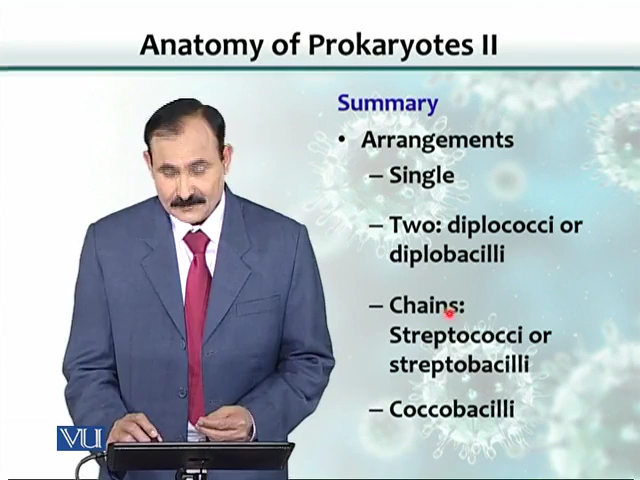 Anatomy of Prokaryotes II
Summary
• Arrangements
– Single
– Two: diplococci or
diplobacilli
– Chains:
Streptococci or
streptobacilli
– Coccobacilli
VU